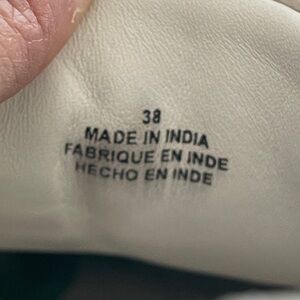 38
MADE IN INDIA
FABRIQUE EN INDE
HECHO EN INDE